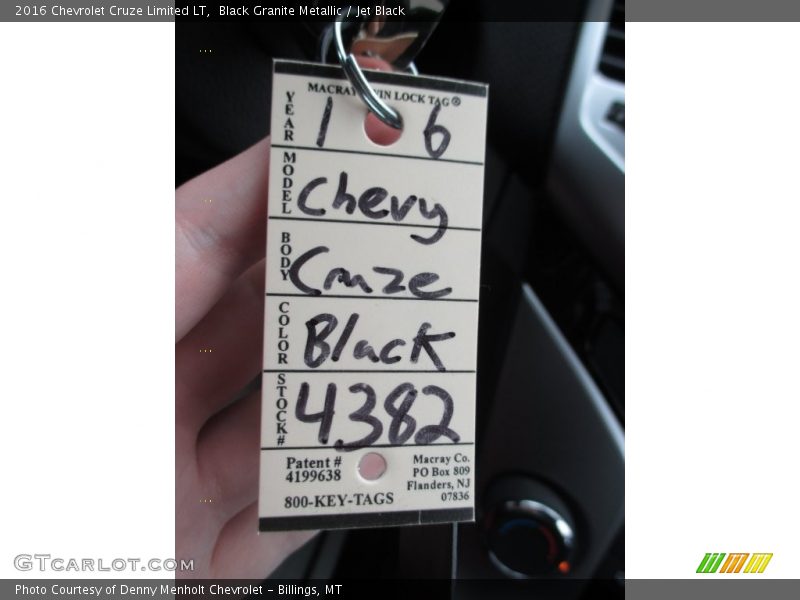 2016 Chevrolet Cruze Limited LT,  Black Granite Metallic / Jet Black
LOCK TAG®
YEAR 1 6
MODEL Chevy
BODY Cruze
COLOR Black
STOCK# 4382
Patent #
4199638
800-KEY-TAGS
Macray Co.
PO Box 809
Flanders, NJ
07836
GTcarlot.com
Photo Courtesy of Denny Menholt Chevrolet – Billings, MT